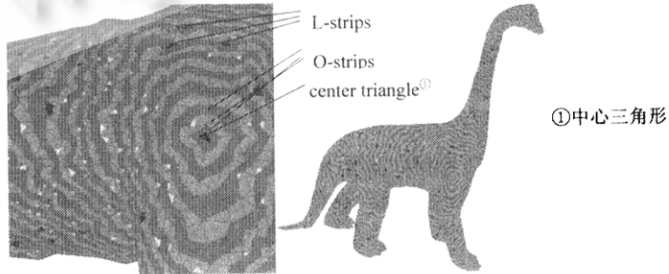 L-strips
O-strips
center triangle①
①中心三角形